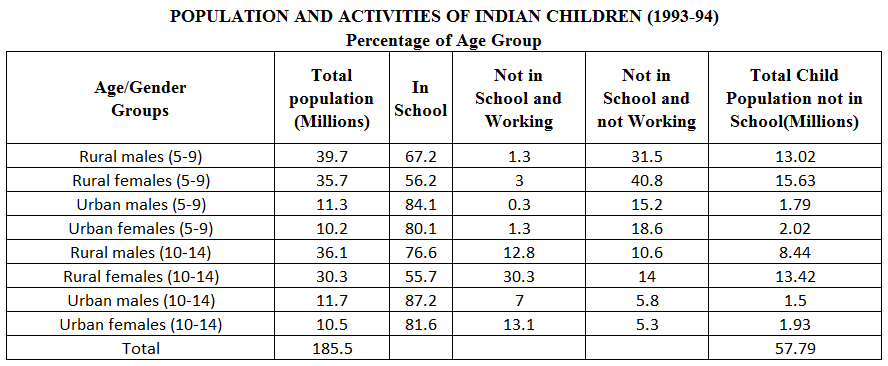 POPULATION AND ACTIVITIES OF INDIAN CHILDREN (1993-94)
Percentage of Age Group
Age/Gender Groups | Total population (Millions) | In School | Not in School and Working | Not in School and not Working | Total Child Population not in School(Millions)
Rural males (5-9) | 39.7 | 67.2 | 1.3 | 31.5 | 13.02
Rural females (5-9) | 35.7 | 56.2 | 3 | 40.8 | 15.63
Urban males (5-9) | 11.3 | 84.1 | 0.3 | 15.2 | 1.79
Urban females (5-9) | 10.2 | 80.1 | 1.3 | 18.6 | 2.02
Rural males (10-14) | 36.1 | 76.6 | 12.8 | 10.6 | 8.44
Rural females (10-14) | 30.3 | 55.7 | 30.3 | 14 | 13.42
Urban males (10-14) | 11.7 | 87.2 | 7 | 5.8 | 1.5
Urban females (10-14) | 10.5 | 81.6 | 13.1 | 5.3 | 1.93
Total | 185.5 | | | | 57.79